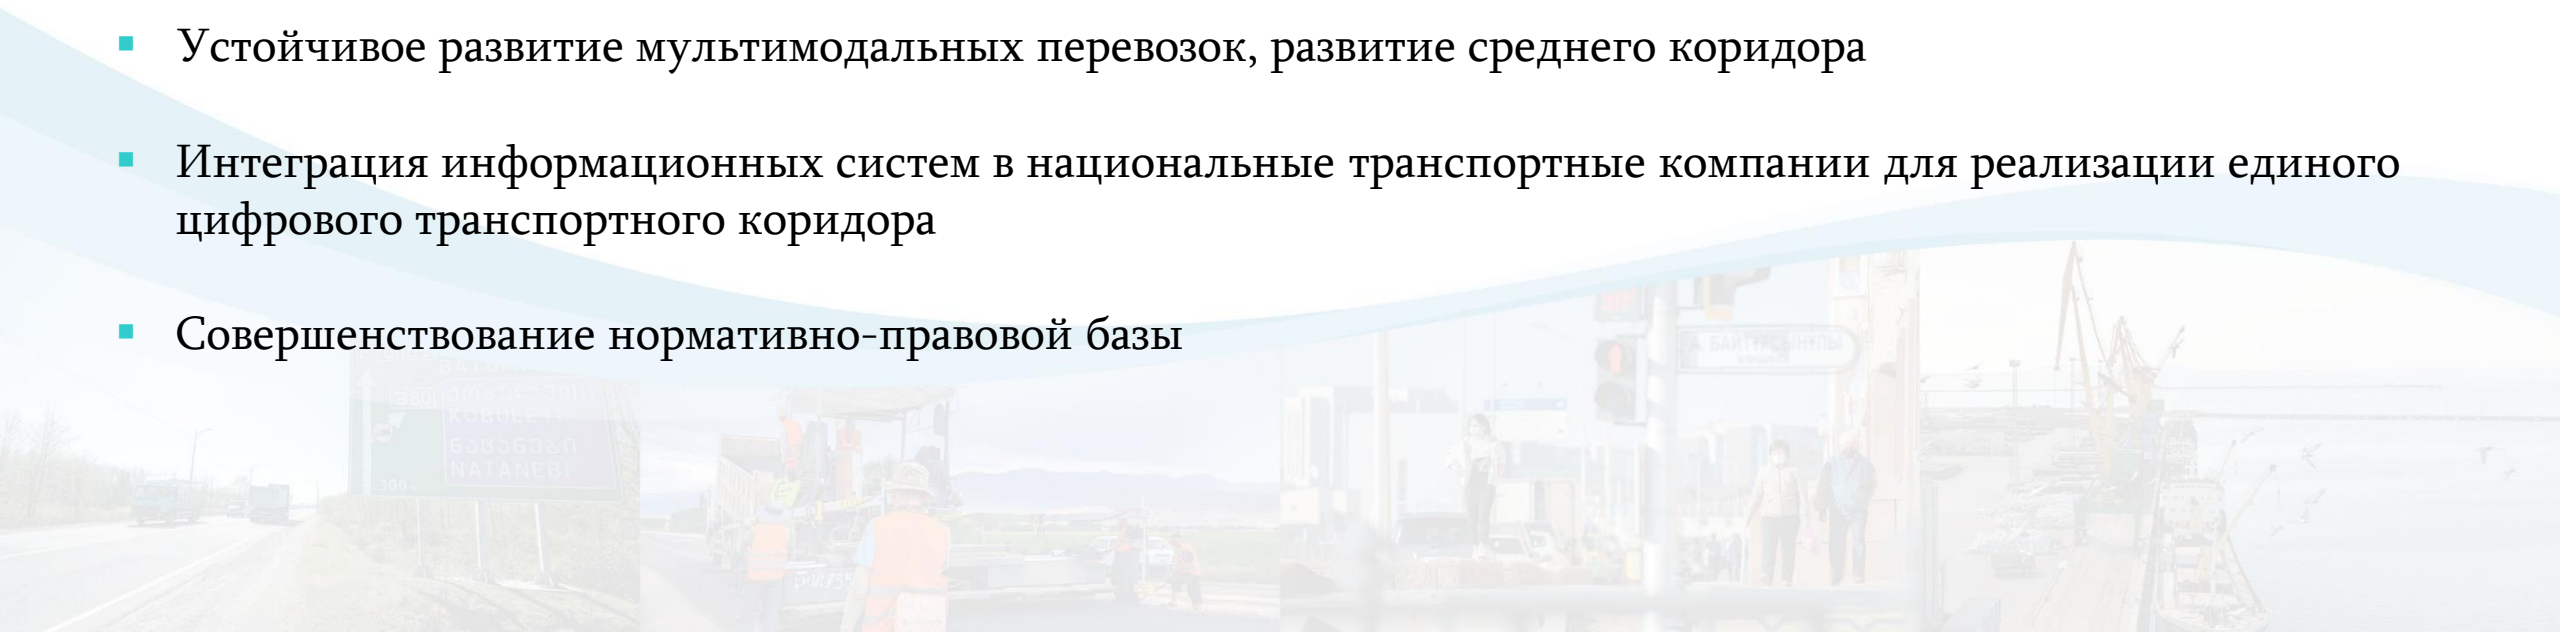 Устойчивое развитие мультимодальных перевозок, развитие среднего коридора
Интеграция информационных систем в национальные транспортные компании для реализации единого
цифрового транспортного коридора
Совершенствование нормативно-правовой базы
NATANEBI